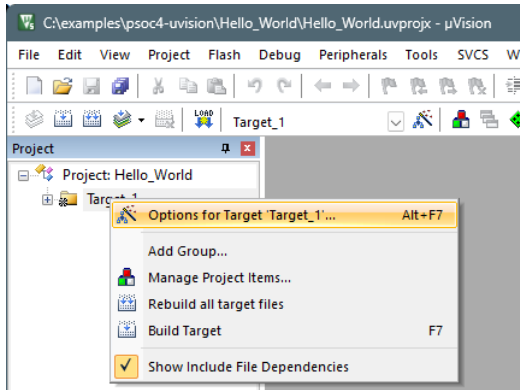 C:\examples\psoc4-uvision\Hello_World\Hello_World.uvprojx - µVision
File Edit View Project Flash Debug Peripherals Tools SVCS
LOAD Target_1
Project
Project: Hello_World
Target_1
Options for Target 'Target_1'... Alt+F7
Add Group...
Manage Project Items...
Rebuild all target files
Build Target F7
Show Include File Dependencies